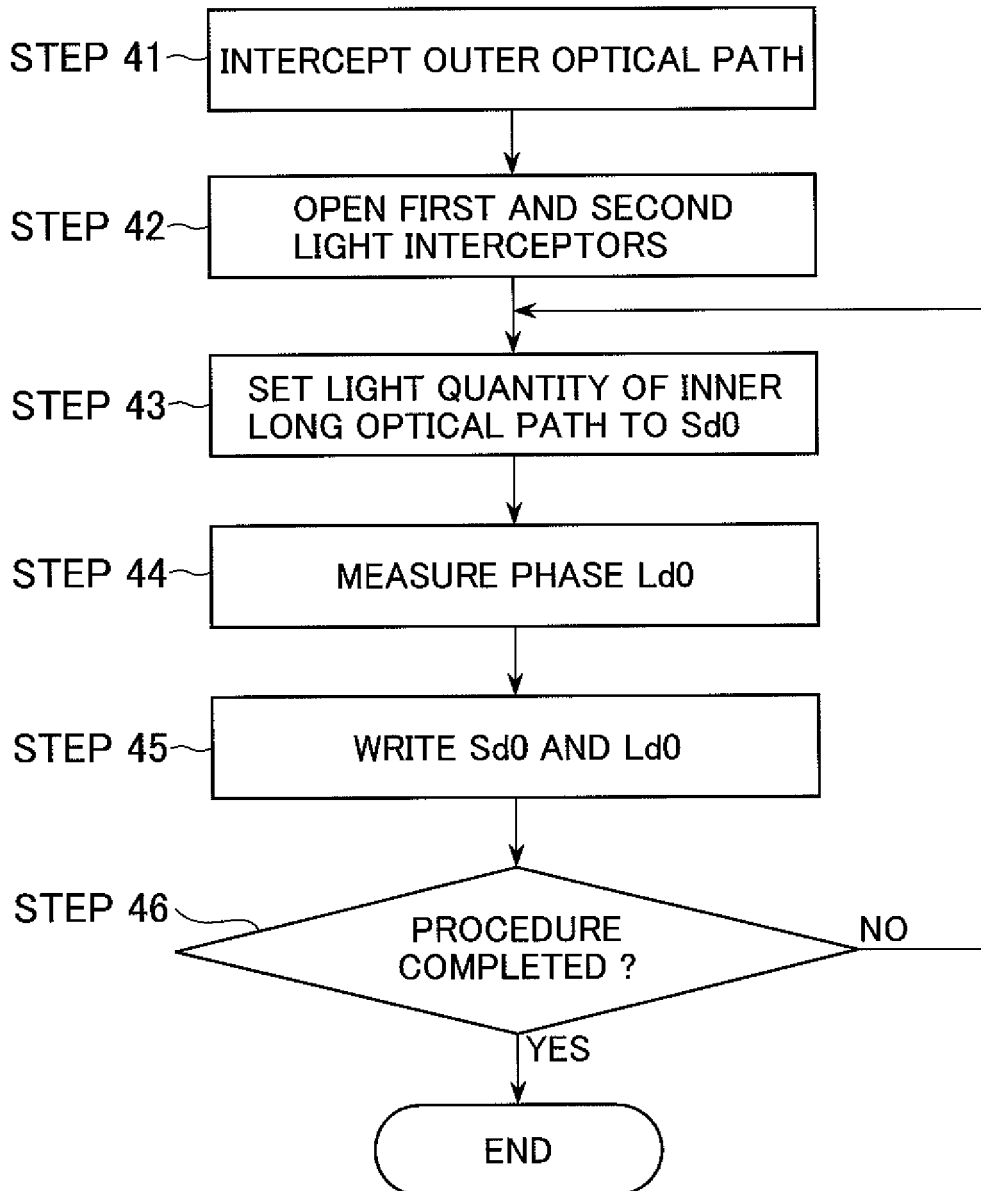 STEP 41
INTERCEPT OUTER OPTICAL PATH
STEP 42
OPEN FIRST AND SECOND
LIGHT INTERCEPTORS
STEP 43
SET LIGHT QUANTITY OF INNER
LONG OPTICAL PATH TO Sd0
STEP 44
MEASURE PHASE Ld0
STEP 45
WRITE Sd0 AND Ld0
STEP 46
PROCEDURE
COMPLETED ?
NO
YES
END